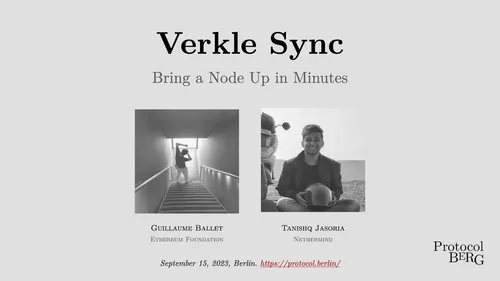 Verkle Sync
Bring a Node Up in Minutes
Guillaume Ballet
Tanishq Jasoria
Ethereum Foundation
Nethermind
September 15, 2023, Berlin. https://protocol.berlin/
Protocol
BERG